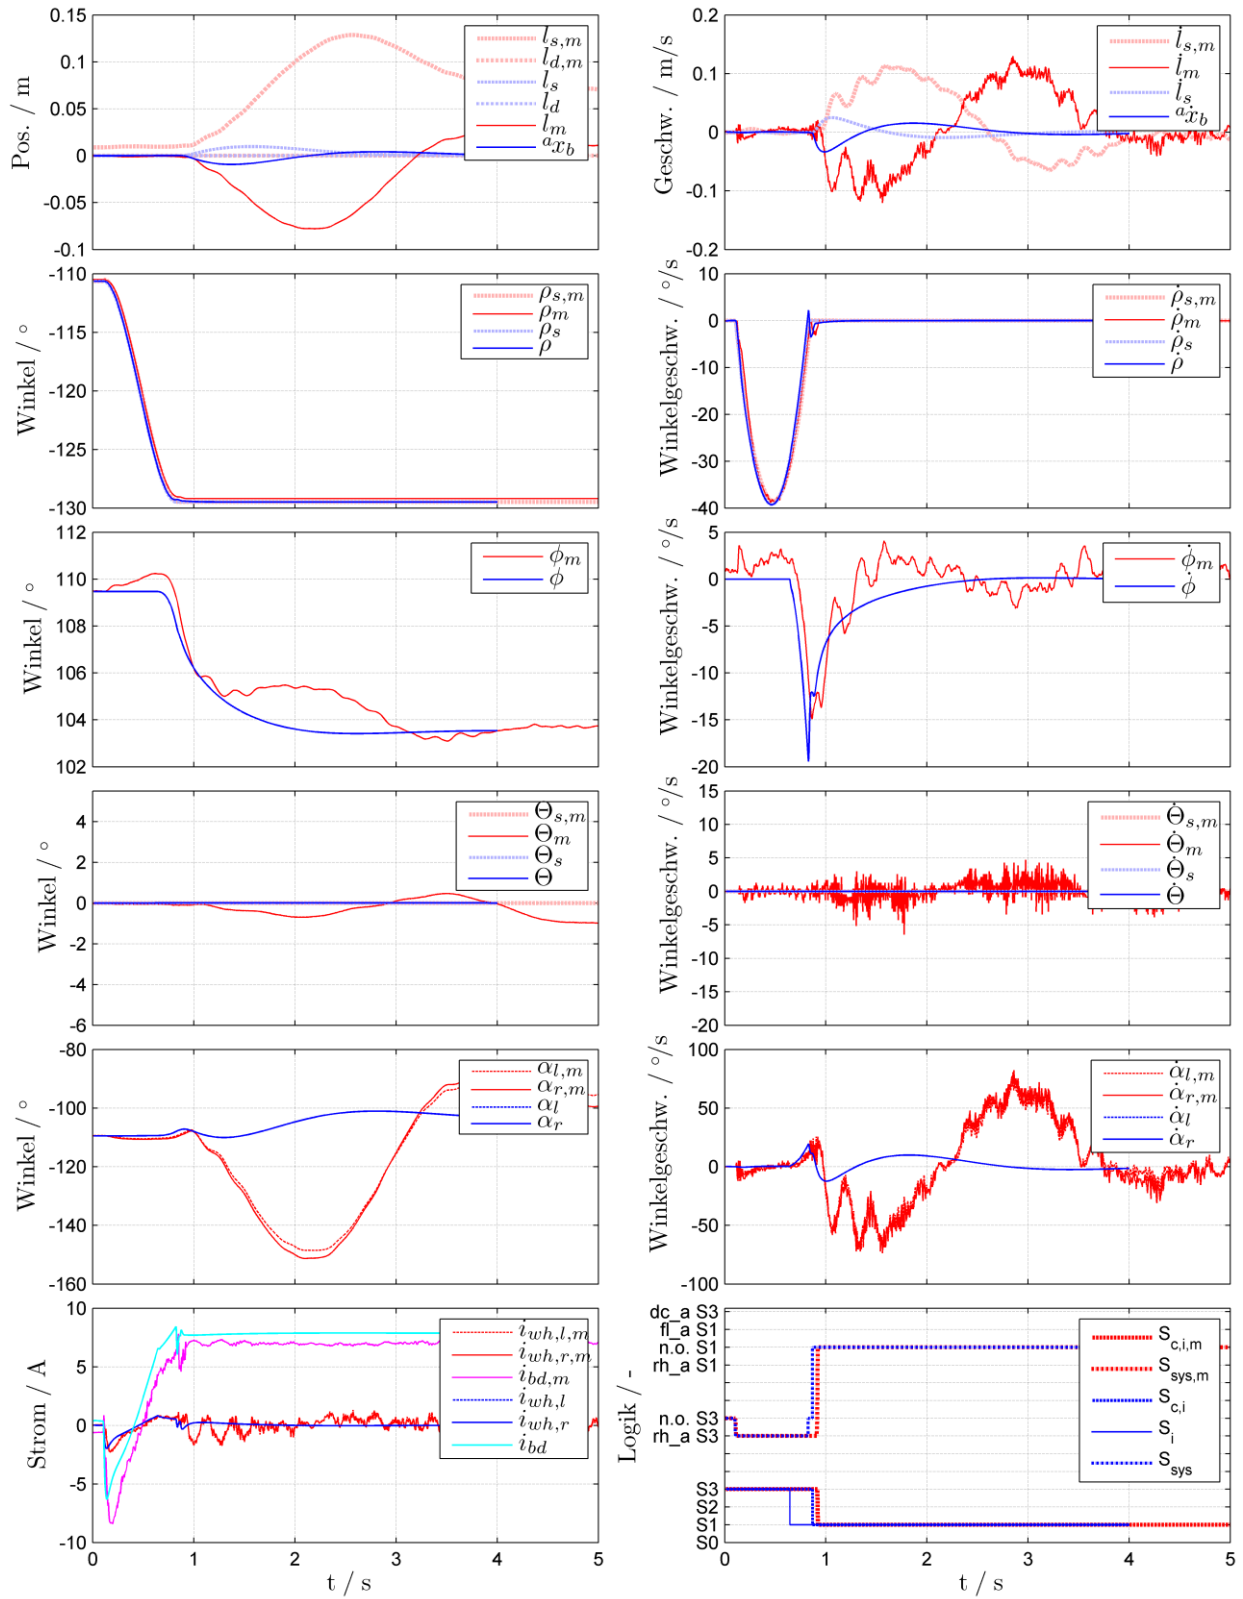 0.15
0.1
0.05
0
-0.05
-0.1
Pos. / m
l_{s,m}
l_{d,m}
l_s
l_d
l_m
^a x_b
0.2
0.1
0
-0.1
-0.2
Geschw. / m/s
l̇_{s,m}
l̇_m
l̇_s
^a ẋ_b
-110
-115
-120
-125
-130
Winkel / °
ρ_{s,m}
ρ_m
ρ_s
ρ
10
0
-10
-20
-30
-40
Winkelgeschw. / °/s
ρ̇_{s,m}
ρ̇_m
ρ̇_s
ρ̇
112
110
108
106
104
102
Winkel / °
ϕ_m
ϕ
5
0
-5
-10
-15
-20
Winkelgeschw. / °/s
ϕ̇_m
ϕ̇
4
2
0
-2
-4
-6
Winkel / °
Θ_{s,m}
Θ_m
Θ_s
Θ
15
10
5
0
-5
-10
-15
-20
Winkelgeschw. / °/s
Θ̇_{s,m}
Θ̇_m
Θ̇_s
Θ̇
-80
-100
-120
-140
-160
Winkel / °
α_{l,m}
α_{r,m}
α_l
α_r
100
50
0
-50
-100
Winkelgeschw. / °/s
α̇_{l,m}
α̇_{r,m}
α̇_l
α̇_r
10
5
0
-5
-10
Strom / A
i_{wh,l,m}
i_{wh,r,m}
i_{bd,m}
i_{wh,l}
i_{wh,r}
i_{bd}
0 1 2 3 4 5
t / s
dc_a S3
fl_a S1
n.o. S1
rh_a S1
n.o. S3
rh_a S3
S3
S2
S1
S0
Logik / -
S_{c,i,m}
S_{sys,m}
S_{c,i}
S_i
S_{sys}
0 1 2 3 4 5
t / s